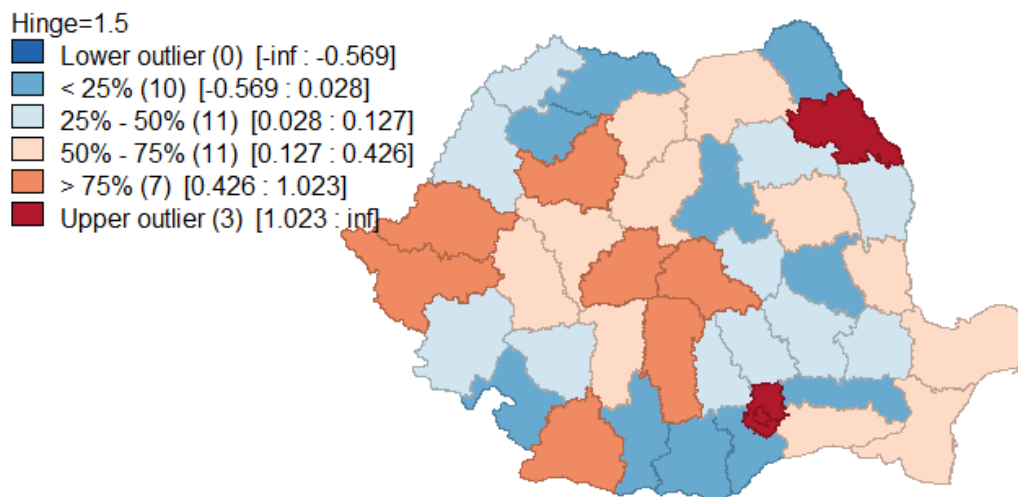 Hinge=1.5
Lower outlier (0) [-inf : -0.569]
< 25% (10) [-0.569 : 0.028]
25% - 50% (11) [0.028 : 0.127]
50% - 75% (11) [0.127 : 0.426]
> 75% (7) [0.426 : 1.023]
Upper outlier (3) [1.023 : inf]